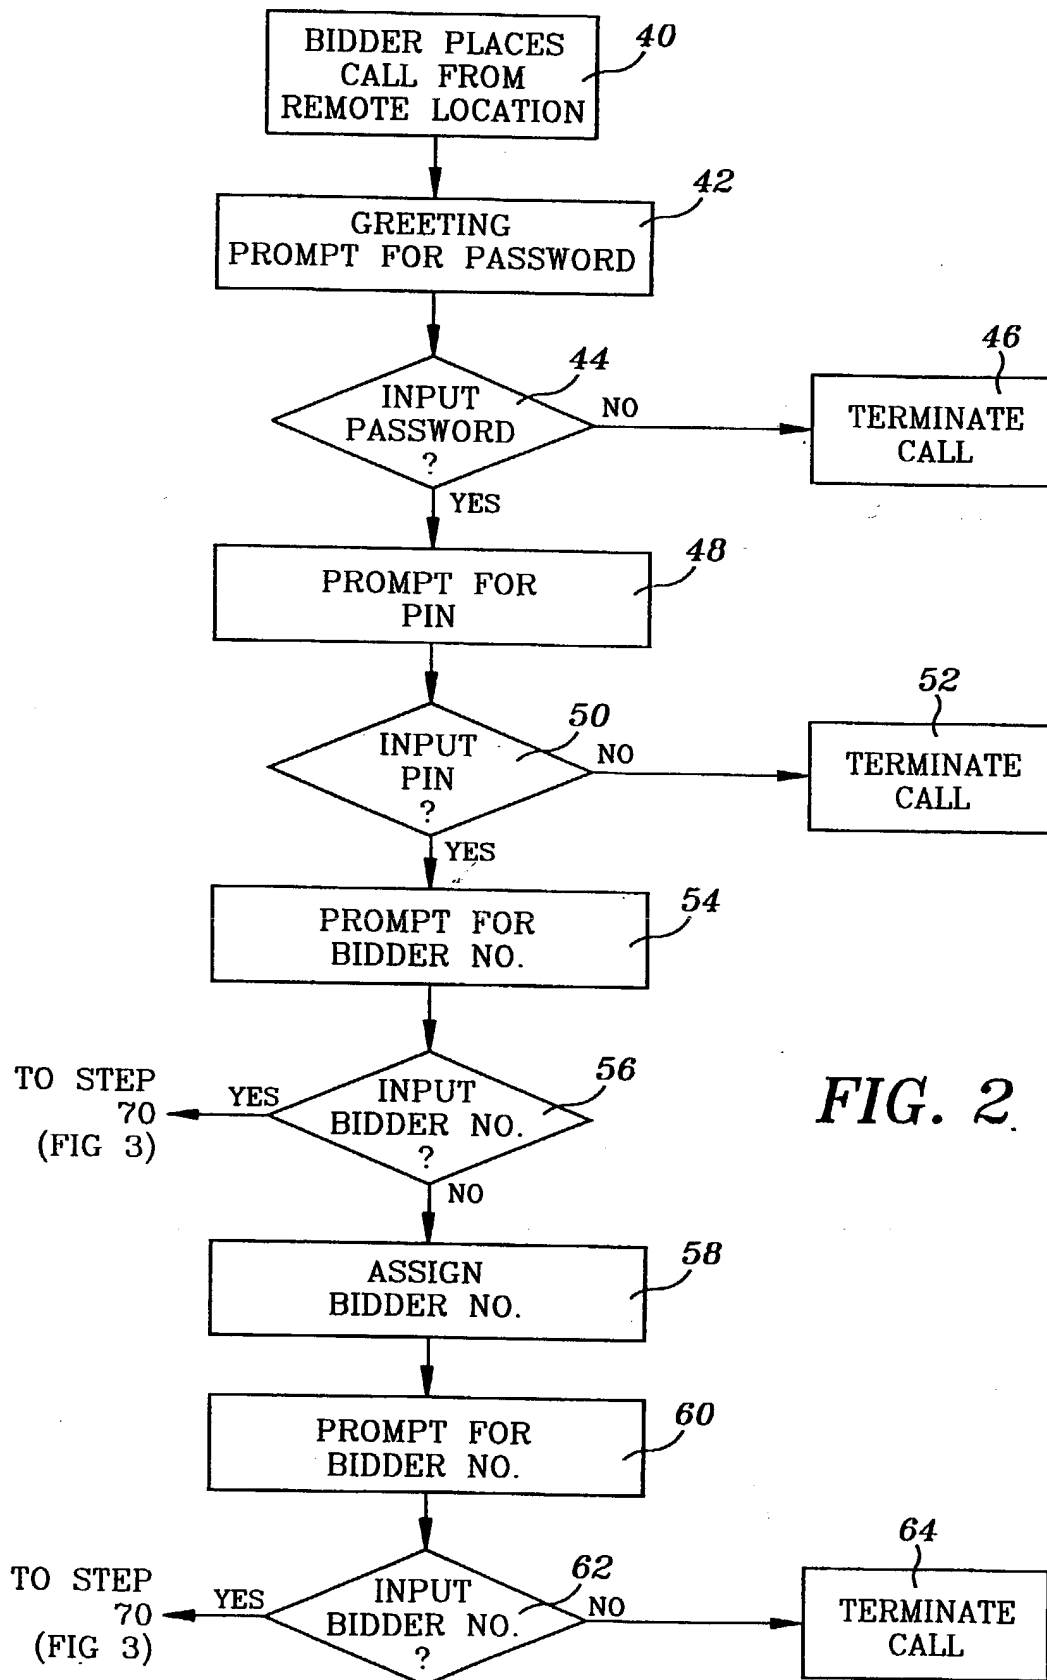 BIDDER PLACES
CALL FROM
REMOTE LOCATION
40
GREETING
PROMPT FOR PASSWORD
42
INPUT
PASSWORD
?
44
NO
TERMINATE
CALL
46
YES
PROMPT FOR
PIN
48
INPUT
PIN
?
50
NO
TERMINATE
CALL
52
YES
PROMPT FOR
BIDDER NO.
54
INPUT
BIDDER NO.
?
56
YES
TO STEP
70
(FIG 3)
FIG. 2
NO
ASSIGN
BIDDER NO.
58
PROMPT FOR
BIDDER NO.
60
INPUT
BIDDER NO.
?
62
YES
TO STEP
70
(FIG 3)
NO
TERMINATE
CALL
64